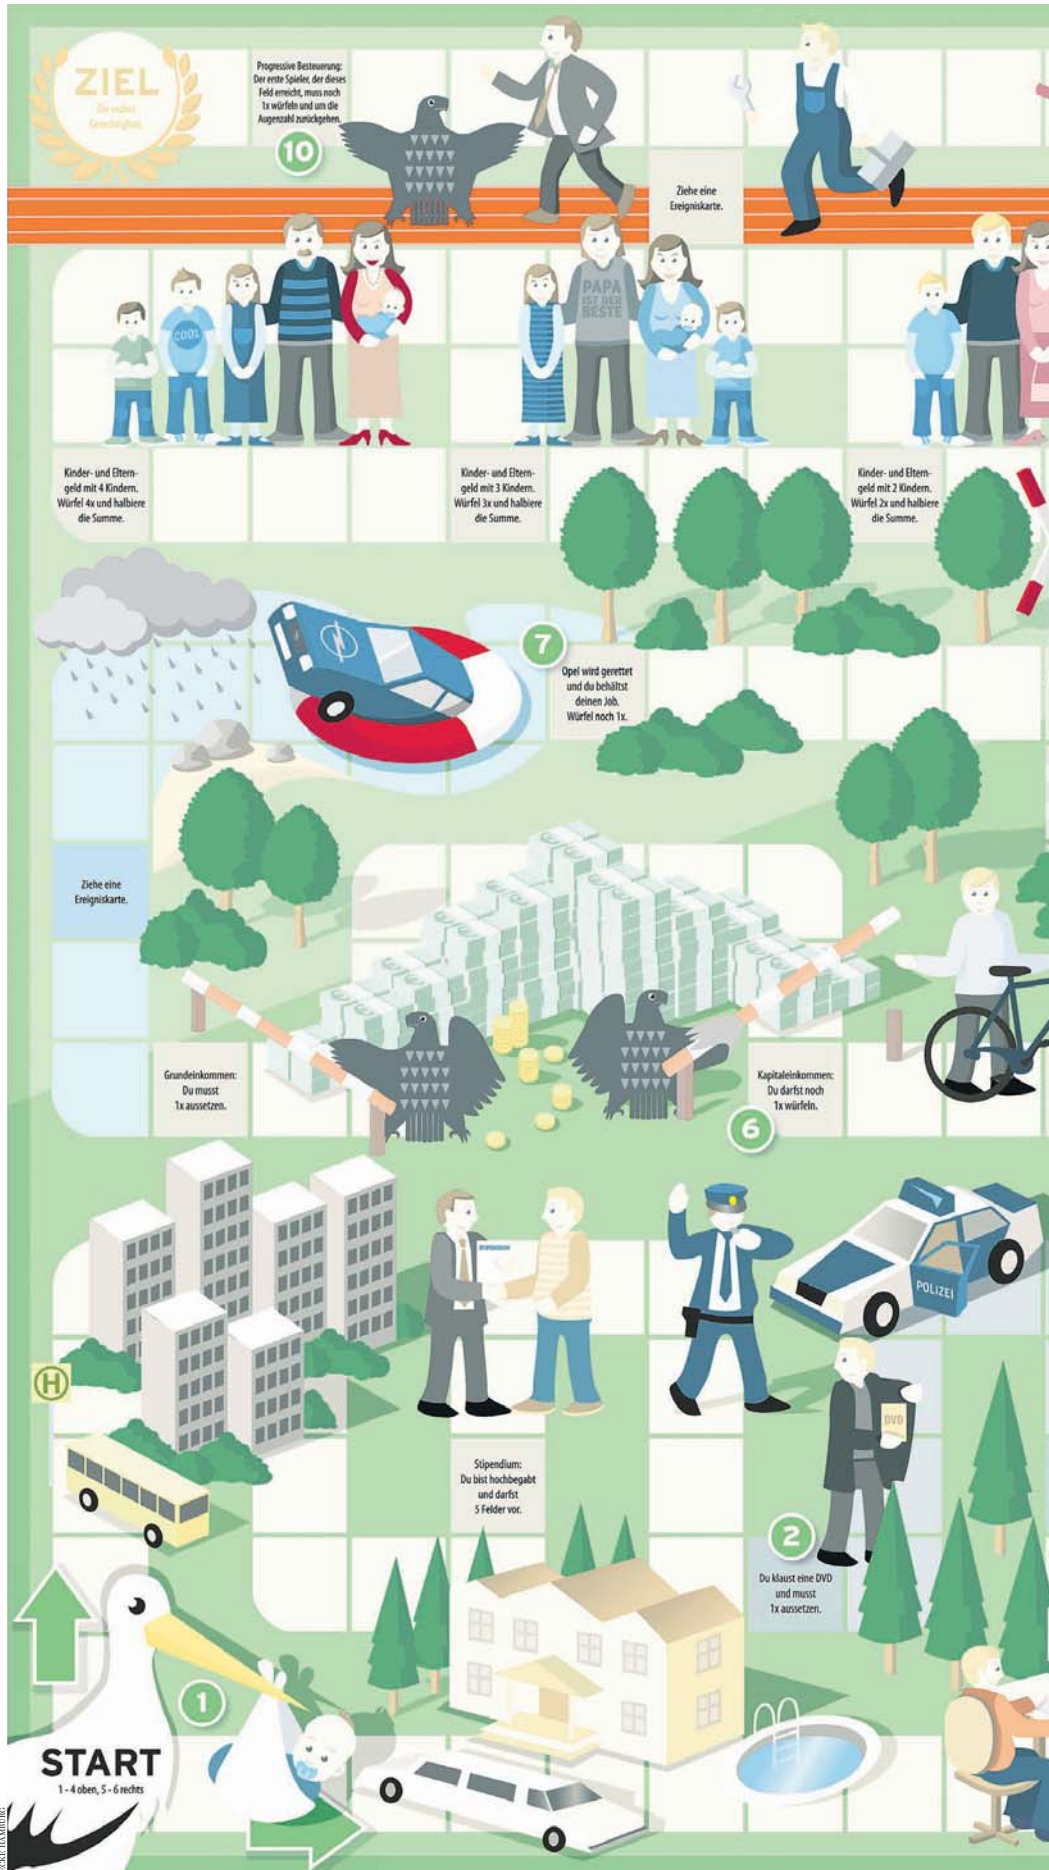 ZIEL
Die wahre
Gerechtigkeit.
Progressive Besteuerung:
Der erste Spieler, der dieses
Feld erreicht, muss noch
1x würfeln und um die
Augenzahl zurückgehen.
10
Ziehe eine
Ereigniskarte.
COOL
PAPA
IST DER
BESTE
Kinder- und Eltern-
geld mit 4 Kindern.
Würfel 4x und halbiere
die Summe.
Kinder- und Eltern-
geld mit 3 Kindern.
Würfel 3x und halbiere
die Summe.
Kinder- und Eltern-
geld mit 2 Kindern.
Würfel 2x und halbiere
die Summe.
7
Opel wird gerettet
und du behältst
deinen Job.
Würfel noch 1x.
Ziehe eine
Ereigniskarte.
Grundeinkommen:
Du musst
1x aussetzen.
Kapitaleinkommen:
Du darfst noch
1x würfeln.
6
POLIZEI
H
DVD
Stipendium:
Du bist hochbegabt
und darfst
5 Felder vor.
2
Du klaust eine DVD
und musst
1x aussetzen.
1
START
1 - 4 oben, 5 - 6 rechts